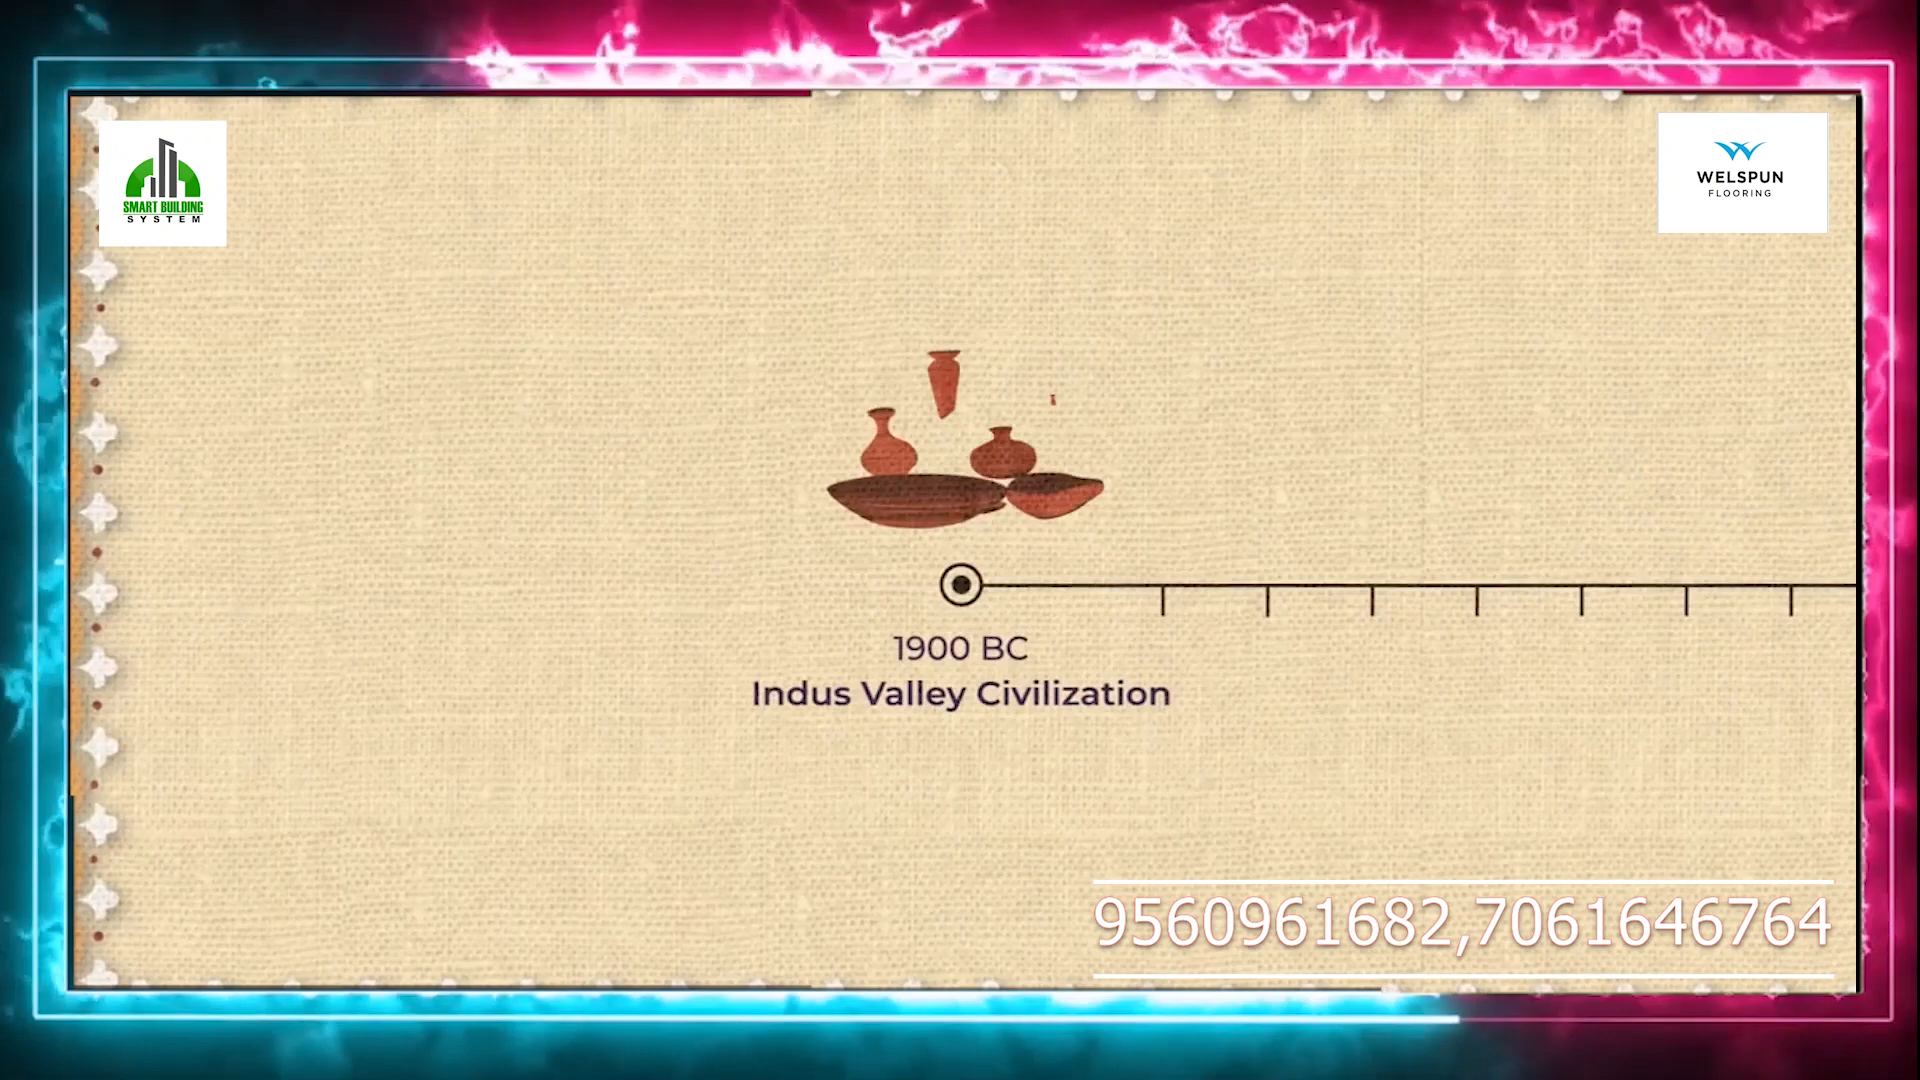 SMART BUILDING
SYSTEM
WELSPUN
FLOORING
1900 BC
Indus Valley Civilization
9560961682,7061646764